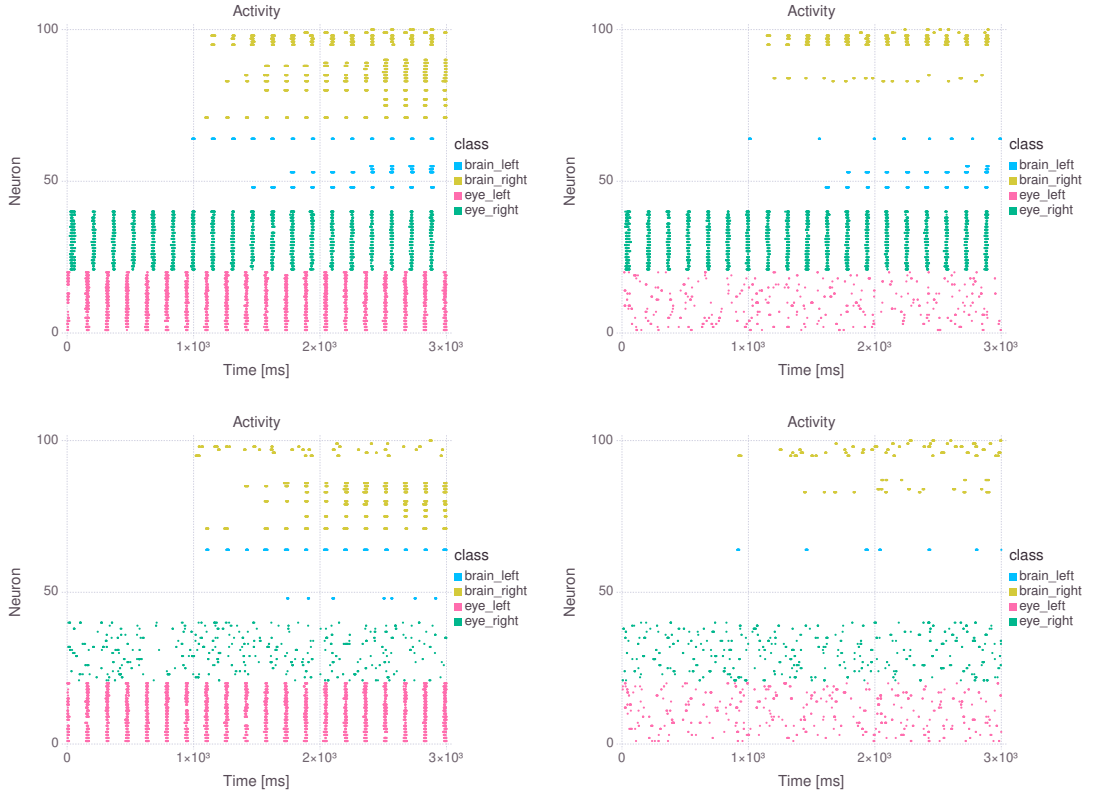 Activity
100
50
0
Neuron
0
1×10³
2×10³
3×10³
Time [ms]
class
brain_left
brain_right
eye_left
eye_right
Activity
100
50
0
Neuron
0
1×10³
2×10³
3×10³
Time [ms]
class
brain_left
brain_right
eye_left
eye_right
Activity
100
50
0
Neuron
0
1×10³
2×10³
3×10³
Time [ms]
class
brain_left
brain_right
eye_left
eye_right
Activity
100
50
0
Neuron
0
1×10³
2×10³
3×10³
Time [ms]
class
brain_left
brain_right
eye_left
eye_right